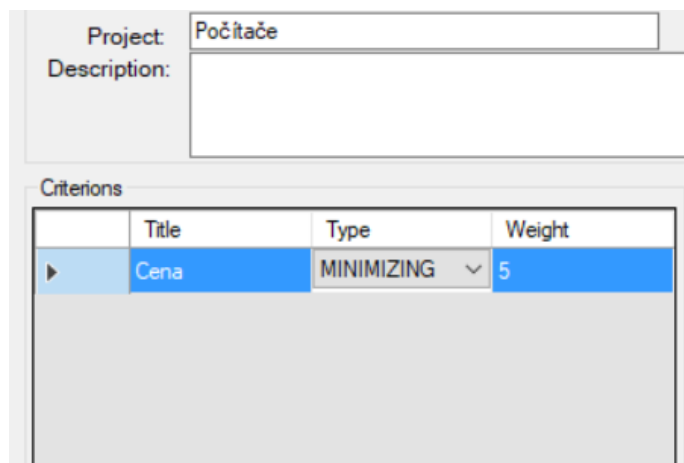 Project: Počítače
Description:
Criterions
Title Type Weight
Cena MINIMIZING 5